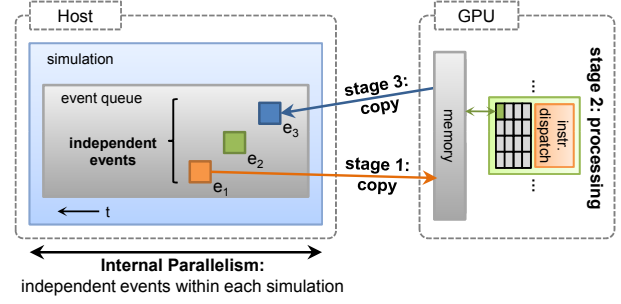 Host
GPU
simulation
event queue
independent
events
e3
e2
e1
t
stage 3:
copy
stage 1:
copy
memory
...
instr.
dispatch
...
stage 2: processing
Internal Parallelism:
independent events within each simulation